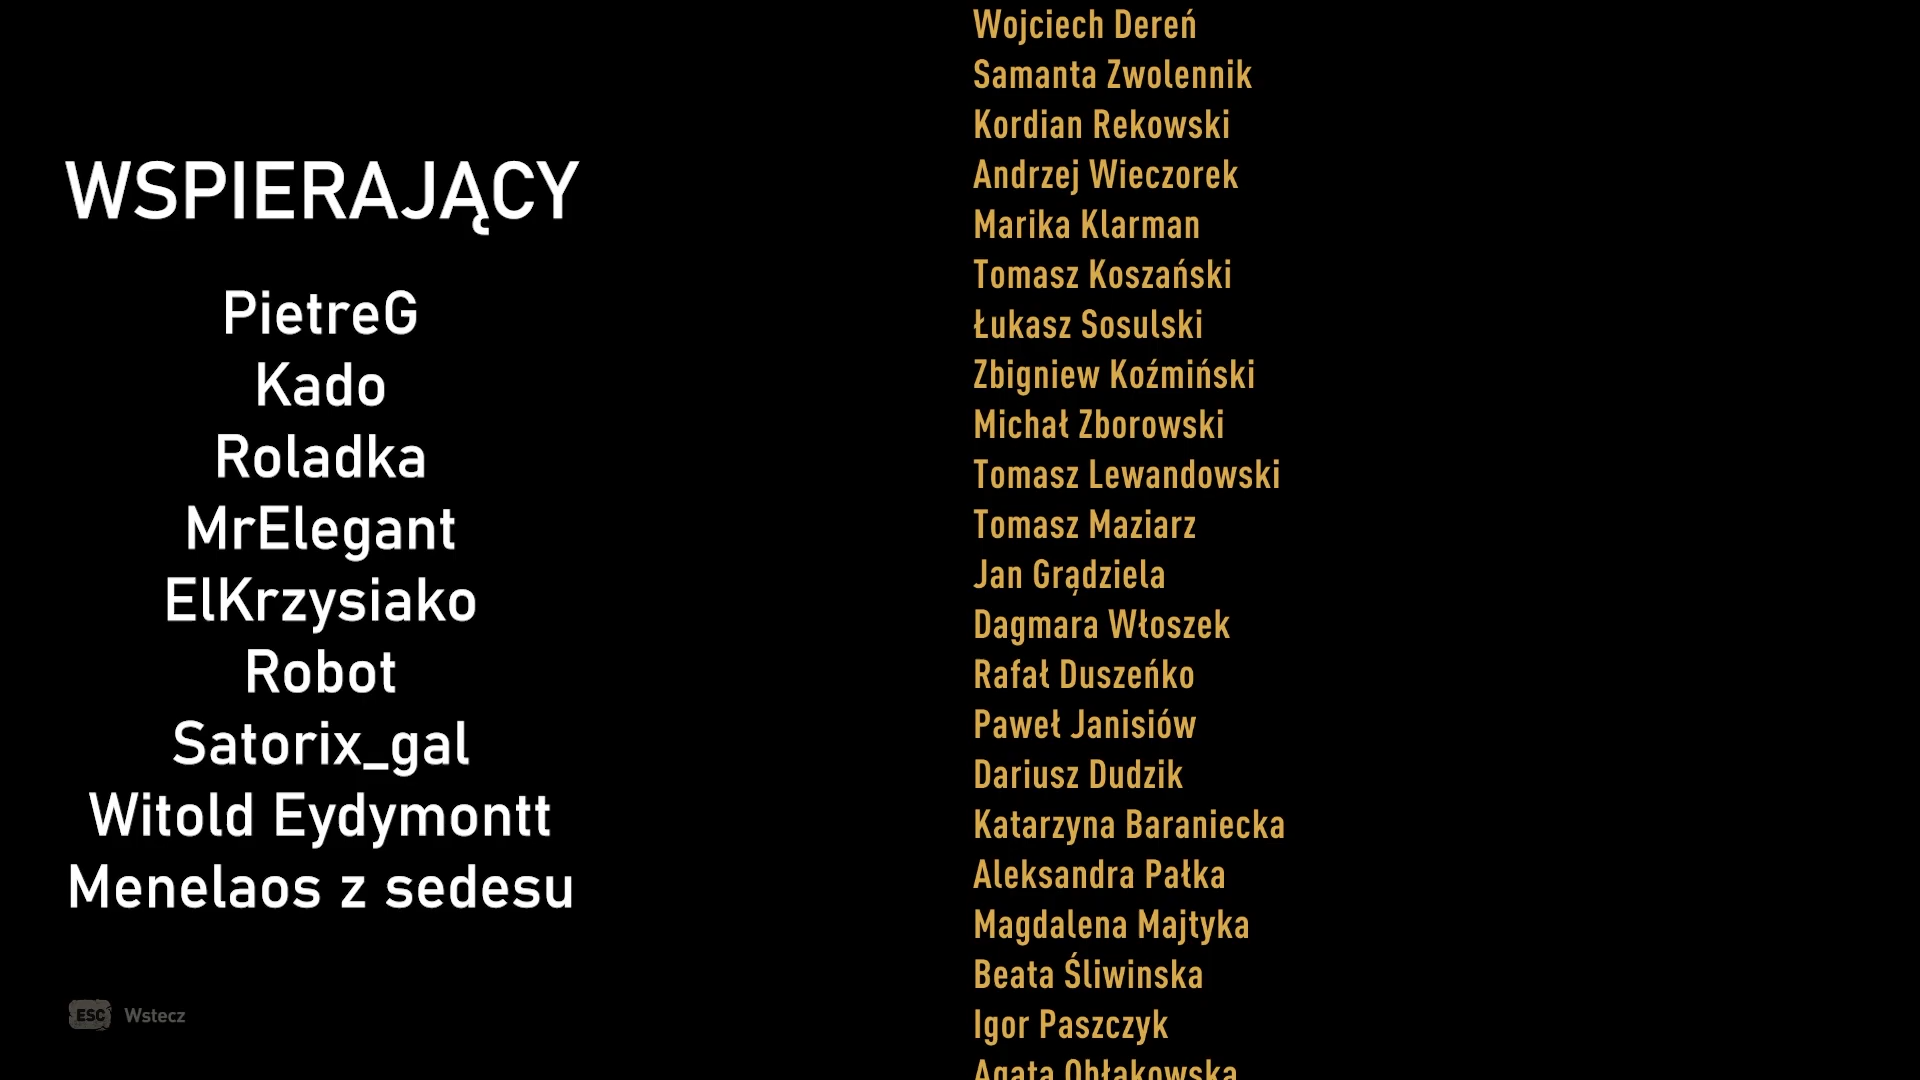 WSPIERAJĄCY
PietreG
Kado
Roladka
MrElegant
ElKrzysiako
Robot
Satorix_gal
Witold Eydymontt
Menelaos z sedesu
ESC Wstecz
Wojciech Dereń
Samanta Zwolennik
Kordian Rekowski
Andrzej Wieczorek
Marika Klarman
Tomasz Koszański
Łukasz Sosulski
Zbigniew Koźmiński
Michał Zborowski
Tomasz Lewandowski
Tomasz Maziarz
Jan Grądziela
Dagmara Włoszek
Rafał Duszeńko
Paweł Janisiów
Dariusz Dudzik
Katarzyna Baraniecka
Aleksandra Pałka
Magdalena Majtyka
Beata Śliwinska
Igor Paszczyk
Agata Obłąkowska